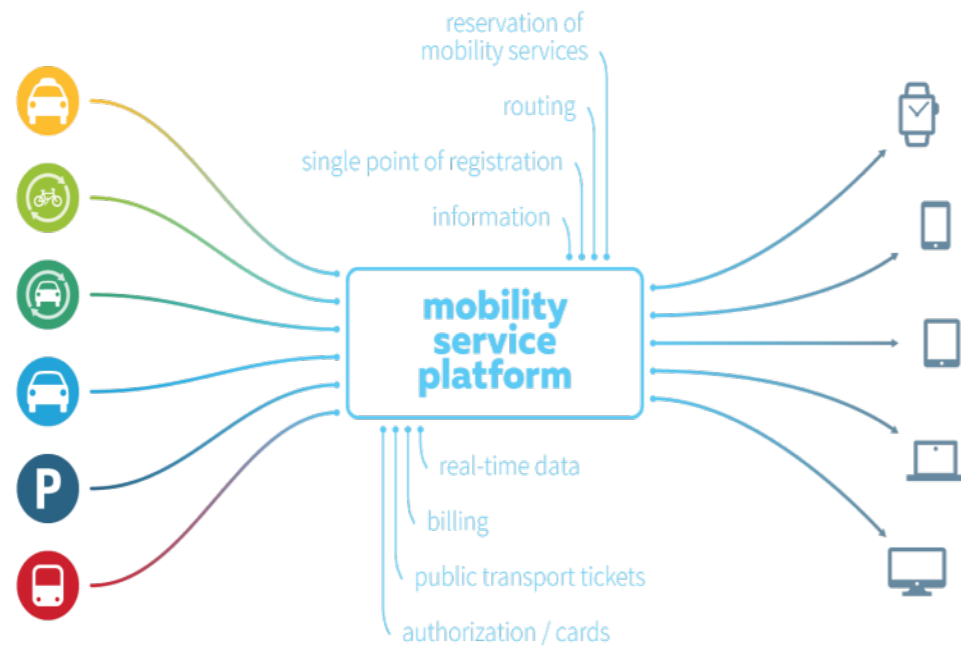 reservation of
mobility services
routing
single point of registration
information
mobility
service
platform
P
real-time data
billing
public transport tickets
authorization / cards